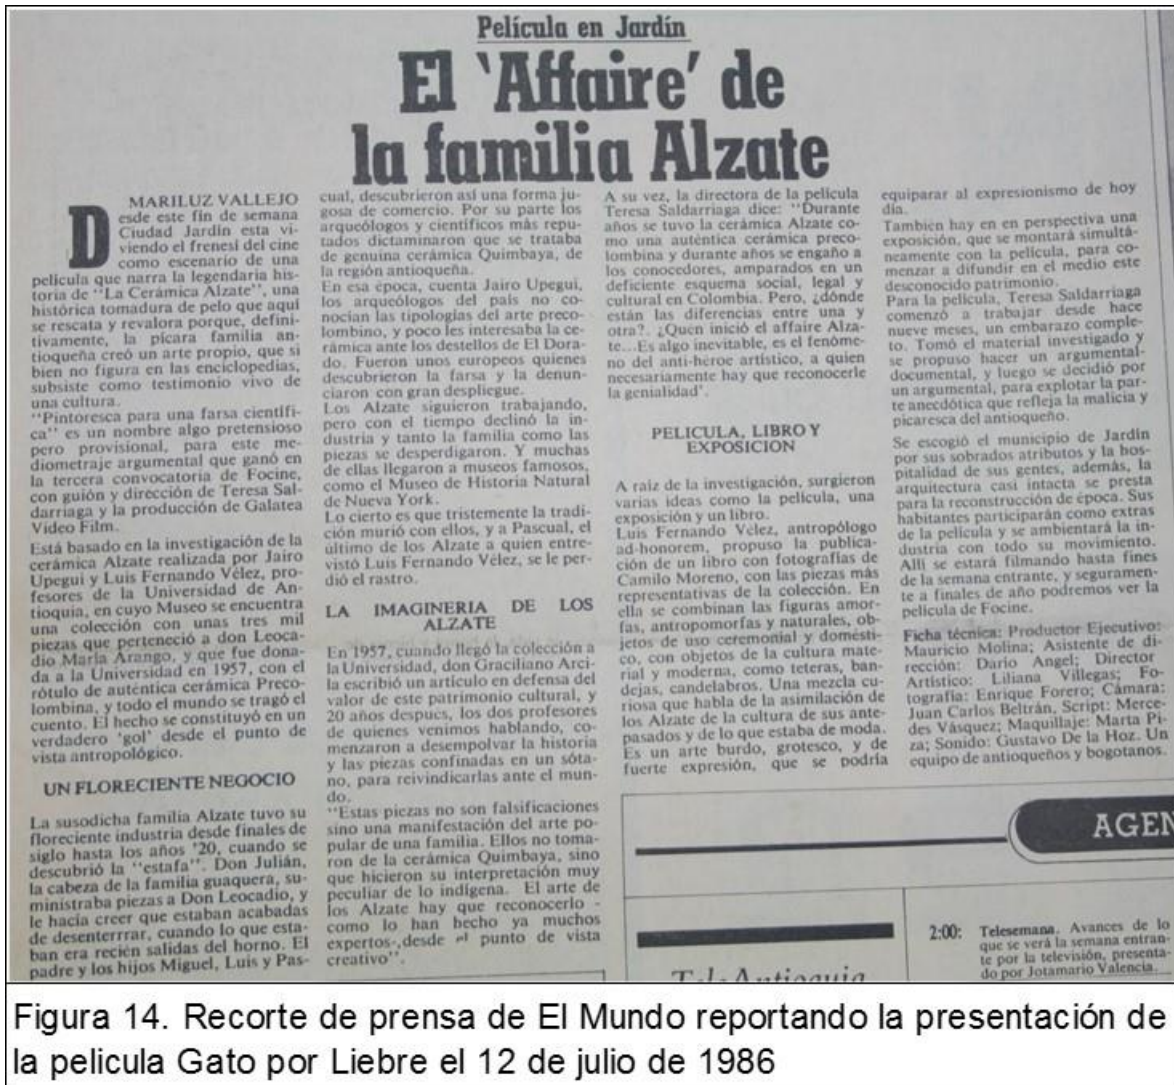 Película en Jardín
El 'Affaire' de
la familia Alzate
MARILUZ VALLEJO
Desde este fin de semana
Ciudad Jardín esta vi-
viendo el frenesí del cine
como escenario de una
película que narra la legendaria his-
toria de "La Cerámica Alzate", una
histórica tomadura de pelo que aquí
se rescata y revalora porque, defini-
tivamente, la pícara familia an-
tioqueña creó un arte propio, que si
bien no figura en las enciclopedias,
subsiste como testimonio vivo de
una cultura.
"Pintoresca para una farsa científi-
ca" es un nombre algo pretensioso
pero provisional, para este me-
diometraje argumental que ganó en
la tercera convocatoria de Focine,
con guión y dirección de Teresa Sal-
darriaga y la producción de Galatea
Video Film.
Está basado en la investigación de la
cerámica Alzate realizada por Jairo
Upegui y Luis Fernando Vélez, pro-
fesores de la Universidad de An-
tioquia, en cuyo Museo se encuentra
una colección con unas tres mil
piezas que perteneció a don Leoca-
dio María Arango, y que fue dona-
da a la Universidad en 1957, con el
rótulo de auténtica cerámica Preco-
lombina, y todo el mundo se tragó el
cuento. El hecho se constituyó en un
verdadero 'gol' desde el punto de
vista antropológico.
UN FLORECIENTE NEGOCIO
La susodicha familia Alzate tuvo su
floreciente industria desde finales de
siglo hasta los años '20, cuando se
descubrió la "estafa". Don Julián,
la cabeza de la familia guaquera, su-
ministraba piezas a Don Leocadio, y
le hacía creer que estaban acabadas
de desenterrrar, cuando lo que esta-
ban era recién salidas del horno. El
padre y los hijos Miguel, Luis y Pas-
cual, descubrieron así una forma ju-
gosa de comercio. Por su parte los
arqueólogos y científicos más repu-
tados dictaminaron que se trataba
de genuina cerámica Quimbaya, de
la región antioqueña.
En esa época, cuenta Jairo Upegui,
los arqueólogos del país no co-
nocían las tipologías del arte preco-
lombino, y poco les interesaba la ce-
rámica ante los destellos de El Dora-
do. Fueron unos europeos quienes
descubrieron la farsa y la denun-
ciaron con gran despliegue.
Los Alzate siguieron trabajando,
pero con el tiempo declinó la in-
dustria y tanto la familia como las
piezas se desperdigaron. Y muchas
de ellas llegaron a museos famosos,
como el Museo de Historia Natural
de Nueva York.
Lo cierto es que tristemente la tradi-
ción murió con ellos, y a Pascual, el
último de los Alzate a quien entre-
vistó Luis Fernando Vélez, se le per-
dió el rastro.
LA IMAGINERIA DE LOS
ALZATE
En 1957, cuando llegó la colección a
la Universidad, don Graciliano Arci-
la escribió un artículo en defensa del
valor de este patrimonio cultural, y
20 años después, los dos profesores
de quienes venimos hablando, co-
menzaron a desempolvar la historia
y las piezas confinadas en un sóta-
no, para reivindicarlas ante el mun-
do.
"Estas piezas no son falsificaciones
sino una manifestación del arte po-
pular de una familia. Ellos no toma-
ron de la cerámica Quimbaya, sino
que hicieron su interpretación muy
peculiar de lo indígena. El arte de
los Alzate hay que reconocerlo -
como lo han hecho ya muchos
expertos-,desde el punto de vista
creativo".
A su vez, la directora de la película
Teresa Saldarriaga dice: "Durante
años se tuvo la cerámica Alzate co-
mo una auténtica cerámica preco-
lombina y durante años se engaño a
los conocedores, amparados en un
deficiente esquema social, legal y
cultural en Colombia. Pero, ¿dónde
están las diferencias entre una y
otra?. ¿Quen inició el affaire Alza-
te...Es algo inevitable, es el fenóme-
no del anti-héroe artístico, a quien
necesariamente hay que reconocerle
la genialidad'.
PELICULA, LIBRO Y
EXPOSICION
A raíz de la investigación, surgieron
varias ideas como la película, una
exposición y un libro.
Luis Fernando Vélez, antropólogo
ad-honorem, propuso la publica-
ción de un libro con fotografías de
Camilo Moreno, con las piezas más
representativas de la colección. En
ella se combinan las figuras amor-
fas, antropomorfas y naturales, ob-
jetos de uso ceremonial y domésti-
co, con objetos de la cultura mate-
rial y moderna, como teteras, ban-
dejas, candelabros. Una mezcla cu-
riosa que habla de la asimilación de
los Alzate de la cultura de sus ante-
pasados y de lo que estaba de moda.
Es un arte burdo, grotesco, y de
fuerte expresión, que se podría
equiparar al expresionismo de hoy
día.
También hay en en perspectiva una
exposición, que se montará simultá-
neamente con la película, para co-
menzar a difundir en el medio este
desconocido patrimonio.
Para la película, Teresa Saldarriaga
comenzó a trabajar desde hace
nueve meses, un embarazo comple-
to. Tomó el material investigado y
se propuso hacer un argumental-
documental, y luego se decidió por
un argumental, para explotar la par-
te anecdótica que refleja la malicia y
picaresca del antioqueño.
Se escogió el municipio de Jardín
por sus sobrados atributos y la hos-
pitalidad de sus gentes, además, la
arquitectura casi intacta se presta
para la reconstrucción de época. Sus
habitantes participarán como extras
de la película y se ambientará la in-
dustria con todo su movimiento.
Allí se estará filmando hasta fines
de la semana entrante, y seguramen-
te a finales de año podremos ver la
película de Focine.
Ficha técnica: Productor Ejecutivo:
Mauricio Molina; Asistente de di-
rección: Darío Angel; Director
Artístico: Liliana Villegas; Fo-
tografía: Enrique Forero; Cámara:
Juan Carlos Beltrán, Script: Merce-
des Vásquez; Maquillaje: Marta Pi-
za; Sonido: Gustavo De la Hoz. Un
equipo de antioqueños y bogotanos.
AGEN
Tele Antioquia
2:00: Telesemana. Avances de lo
que se verá la semana entran-
te por la televisión, presenta-
do por Jotamario Valencia.
Figura 14. Recorte de prensa de El Mundo reportando la presentación de
la pelicula Gato por Liebre el 12 de julio de 1986